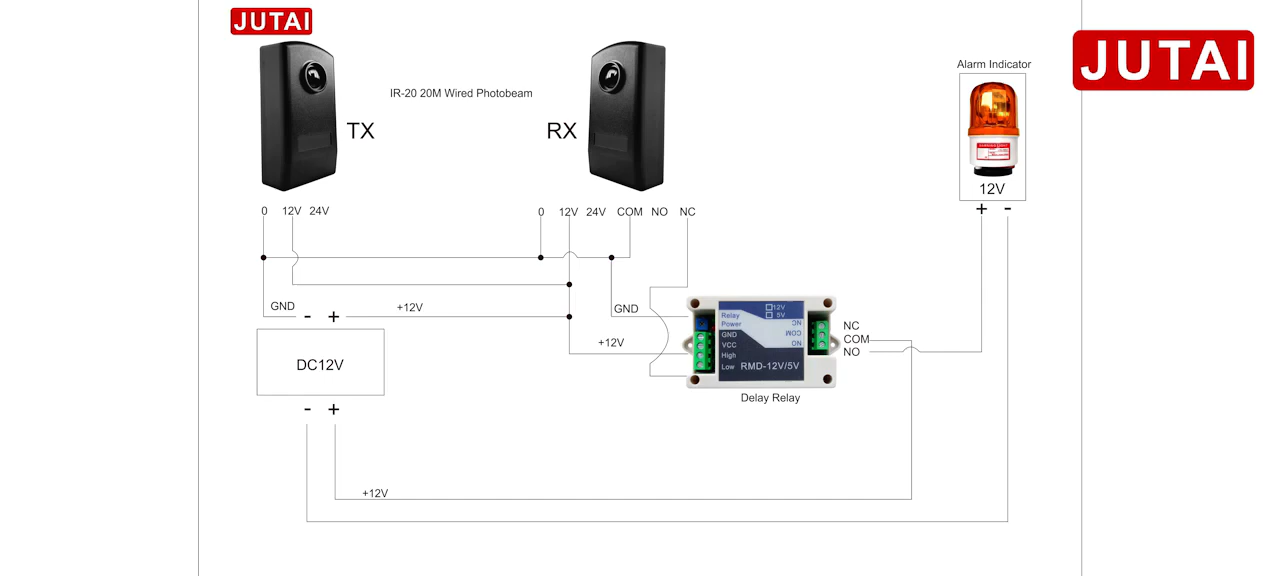 JUTAI
JUTAI
Alarm Indicator
IR-20 20M Wired Photobeam
TX
RX
12V
+ -
0 12V 24V
0 12V 24V COM NO NC
GND
- +
+12V
GND
+12V
DC12V
- +
12V
5V
Relay
Power
NC
COM
NO
GND
VCC
High
Low
RMD-12V/5V
NC
COM
NO
Delay Relay
+12V